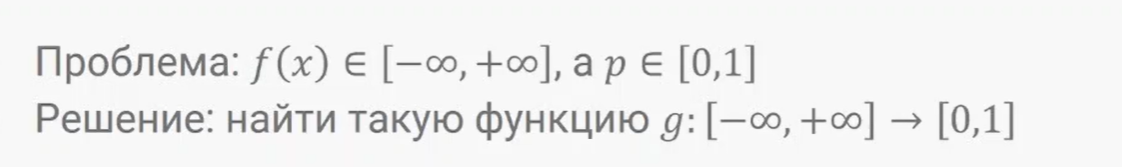 Проблема: f(x) ∈ [−∞, +∞], а p ∈ [0,1]
Решение: найти такую функцию g: [−∞, +∞] → [0,1]